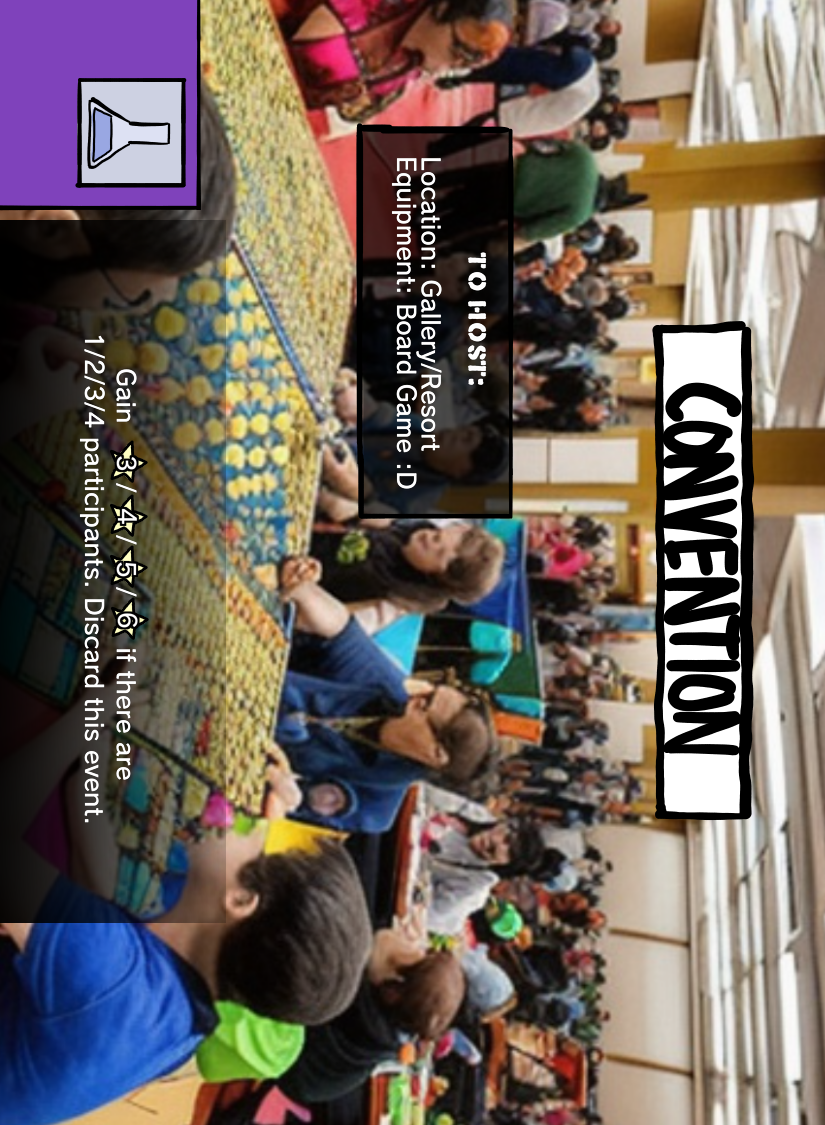 CONVENTION
TO HOST:
Location: Gallery/Resort
Equipment: Board Game :D
Gain 3 / 4 / 5 / 6 if there are
1/2/3/4 participants. Discard this event.